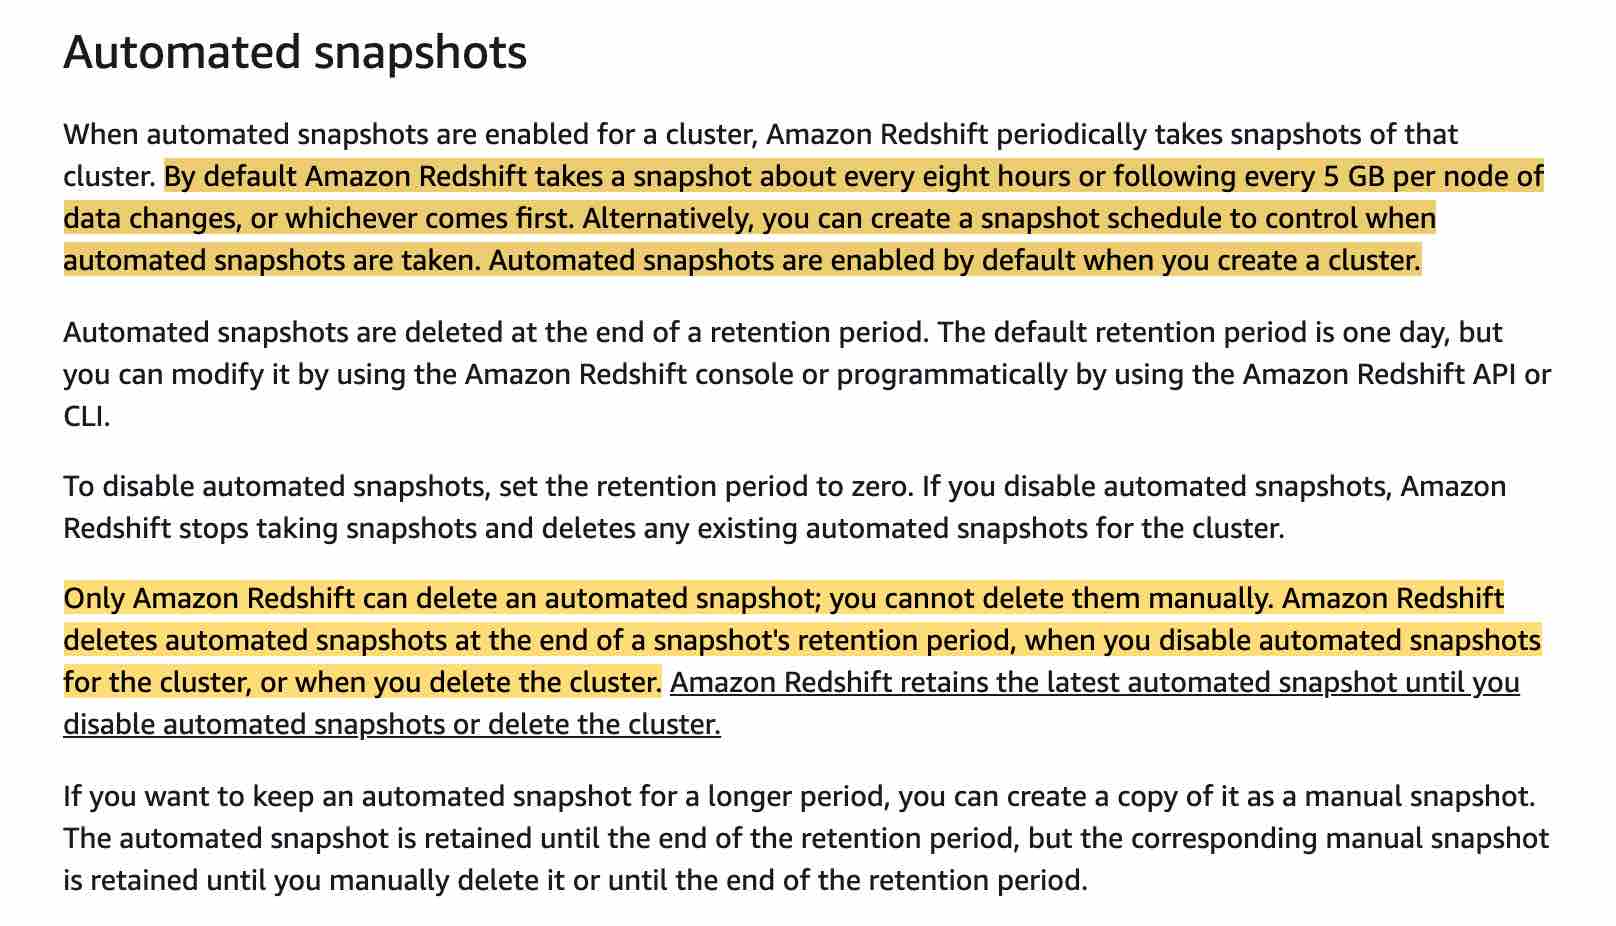 Automated snapshots
When automated snapshots are enabled for a cluster, Amazon Redshift periodically takes snapshots of that
cluster. By default Amazon Redshift takes a snapshot about every eight hours or following every 5 GB per node of
data changes, or whichever comes first. Alternatively, you can create a snapshot schedule to control when
automated snapshots are taken. Automated snapshots are enabled by default when you create a cluster.
Automated snapshots are deleted at the end of a retention period. The default retention period is one day, but
you can modify it by using the Amazon Redshift console or programmatically by using the Amazon Redshift API or
CLI.
To disable automated snapshots, set the retention period to zero. If you disable automated snapshots, Amazon
Redshift stops taking snapshots and deletes any existing automated snapshots for the cluster.
Only Amazon Redshift can delete an automated snapshot; you cannot delete them manually. Amazon Redshift
deletes automated snapshots at the end of a snapshot's retention period, when you disable automated snapshots
for the cluster, or when you delete the cluster. Amazon Redshift retains the latest automated snapshot until you
disable automated snapshots or delete the cluster.
If you want to keep an automated snapshot for a longer period, you can create a copy of it as a manual snapshot.
The automated snapshot is retained until the end of the retention period, but the corresponding manual snapshot
is retained until you manually delete it or until the end of the retention period.